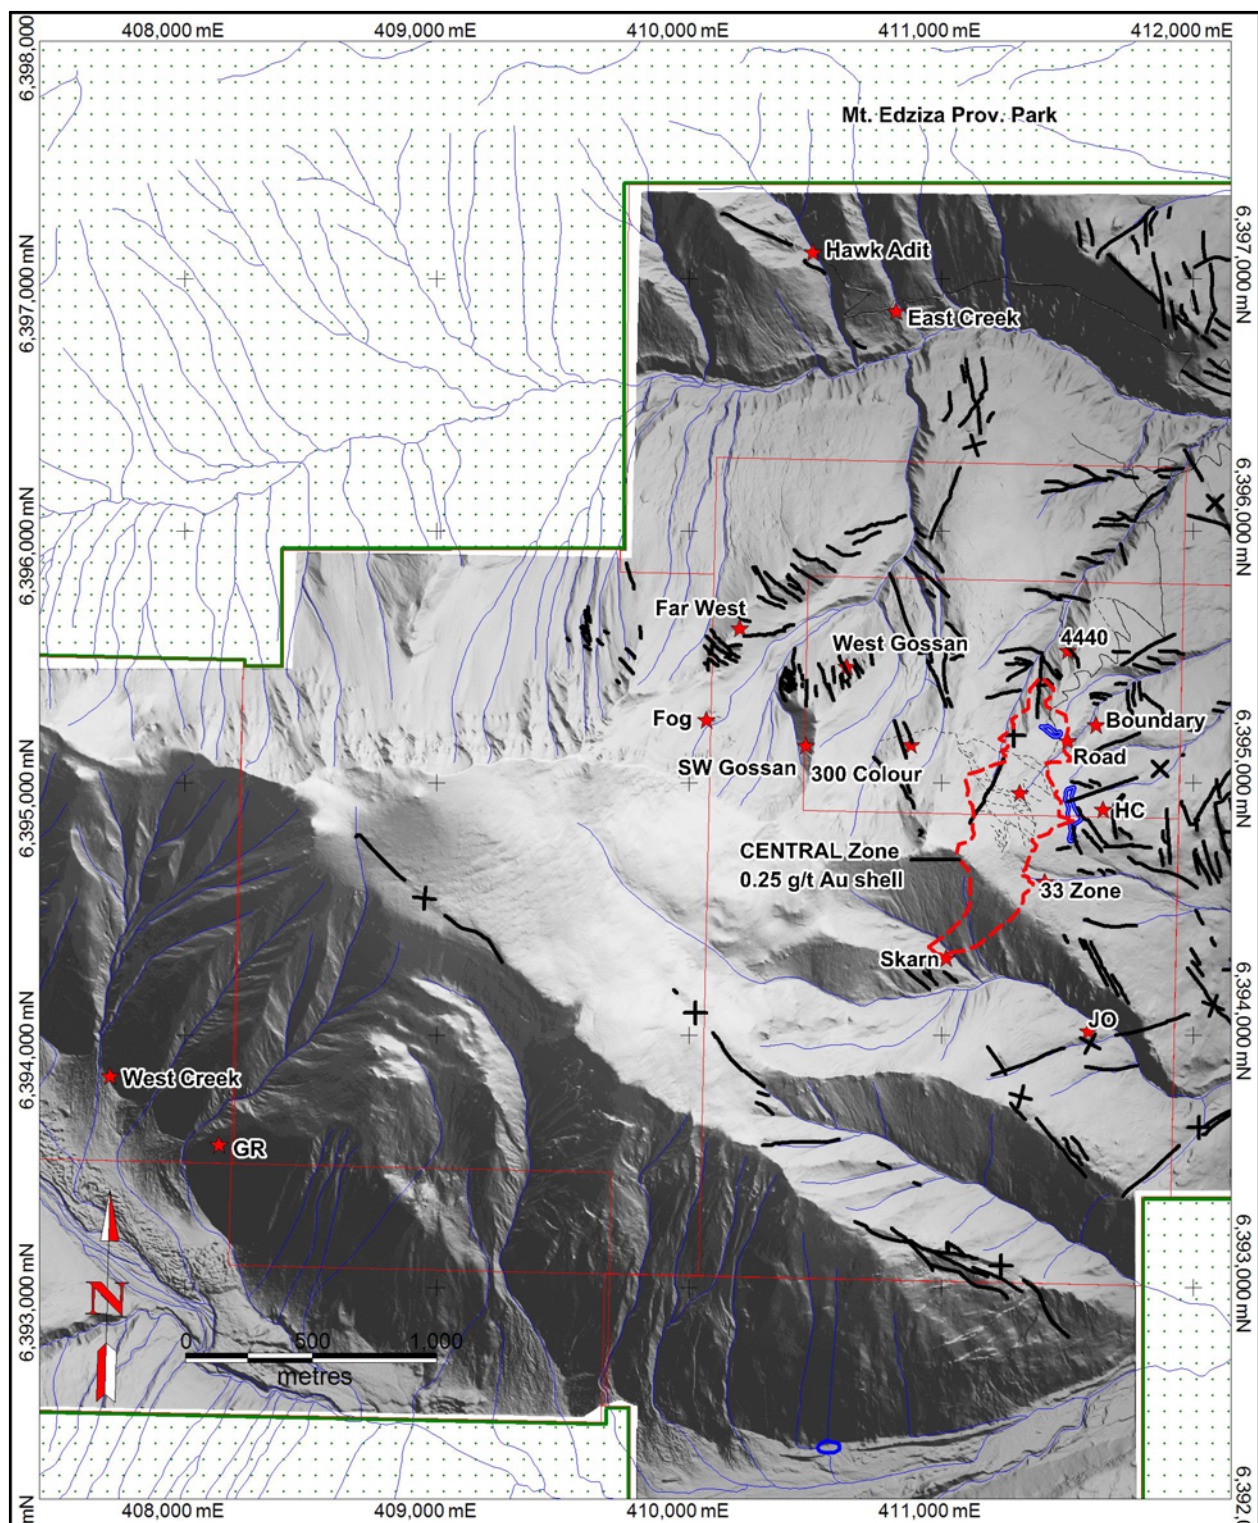 408,000 mE
409,000 mE
410,000 mE
411,000 mE
412,000 mE
6,398,000
Mt. Edziza Prov. Park
6,397,000 mN
6,397,000 mN
Hawk Adit
East Creek
6,396,000 mN
6,396,000 mN
Far West
4440
West Gossan
Fog
Boundary
SW Gossan
300 Colour
Road
6,395,000 mN
6,395,000 mN
HC
CENTRAL Zone
0.25 g/t Au shell
33 Zone
Skarn
6,394,000 mN
6,394,000 mN
JO
West Creek
GR
6,393,000 mN
6,393,000 mN
N
0 500 1,000
metres
mN
6,392,0
408,000 mE
409,000 mE
410,000 mE
411,000 mE